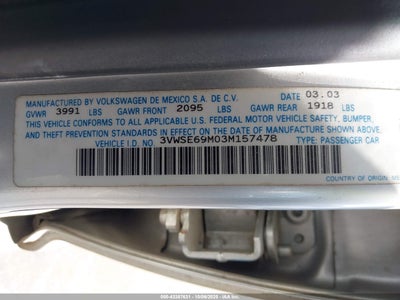 MANUFACTURED BY VOLKSWAGEN DE MEXICO S.A. DE C.V. DATE 03.03
GVWR 3991 LBS GAWR FRONT 2095 LBS GAWR REAR 1918 LBS
THIS VEHICLE CONFORMS TO ALL APPLICABLE U.S. FEDERAL MOTOR VEHICLE SAFETY, BUMPER,
AND THEFT PREVENTION STANDARDS IN EFFECT ON THE DATE OF MANUFACTURE SHOWN ABOVE.
VEHICLE I.D. NO. 3VWSE69M03M157478 TYPE: PASSENGER CAR
COUNTRY OF ORIGIN